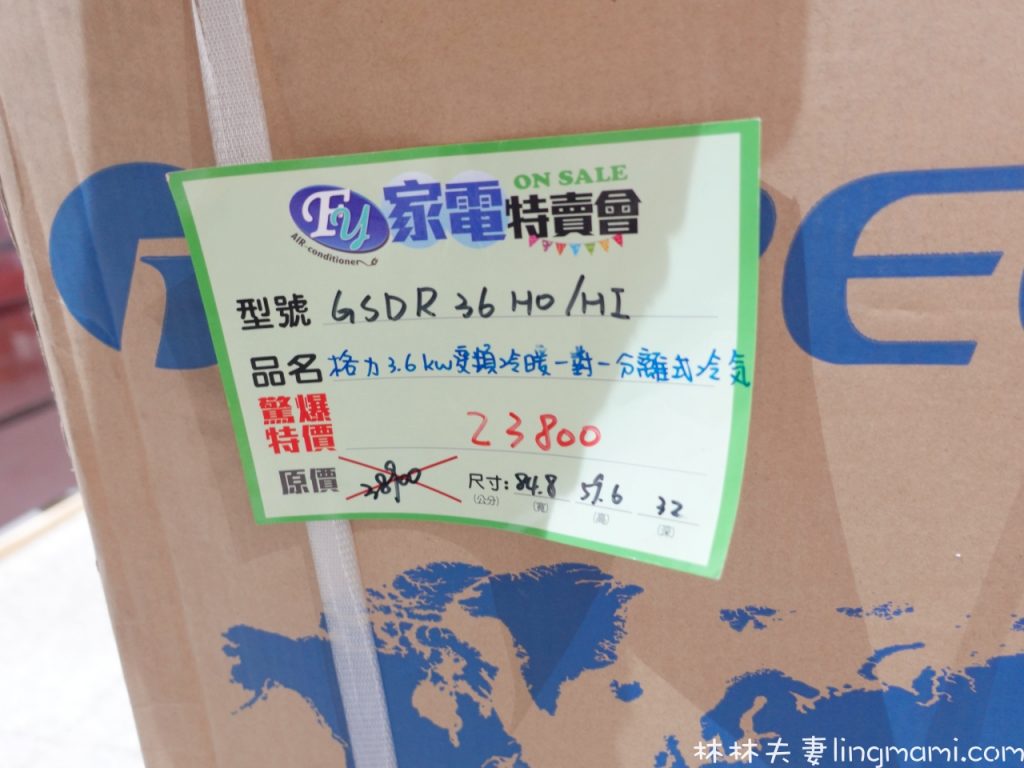 FY
AIR-conditioner
家電特賣會
ON SALE
型號 GSDR 36 HO/HI
品名 格力3.6kw變頻冷暖一對一分離式冷気
驚爆特價 23800
原價
尺寸:(公分) 84.8(寬) 59.6(高) 32(深)
林林夫妻lingmami.com